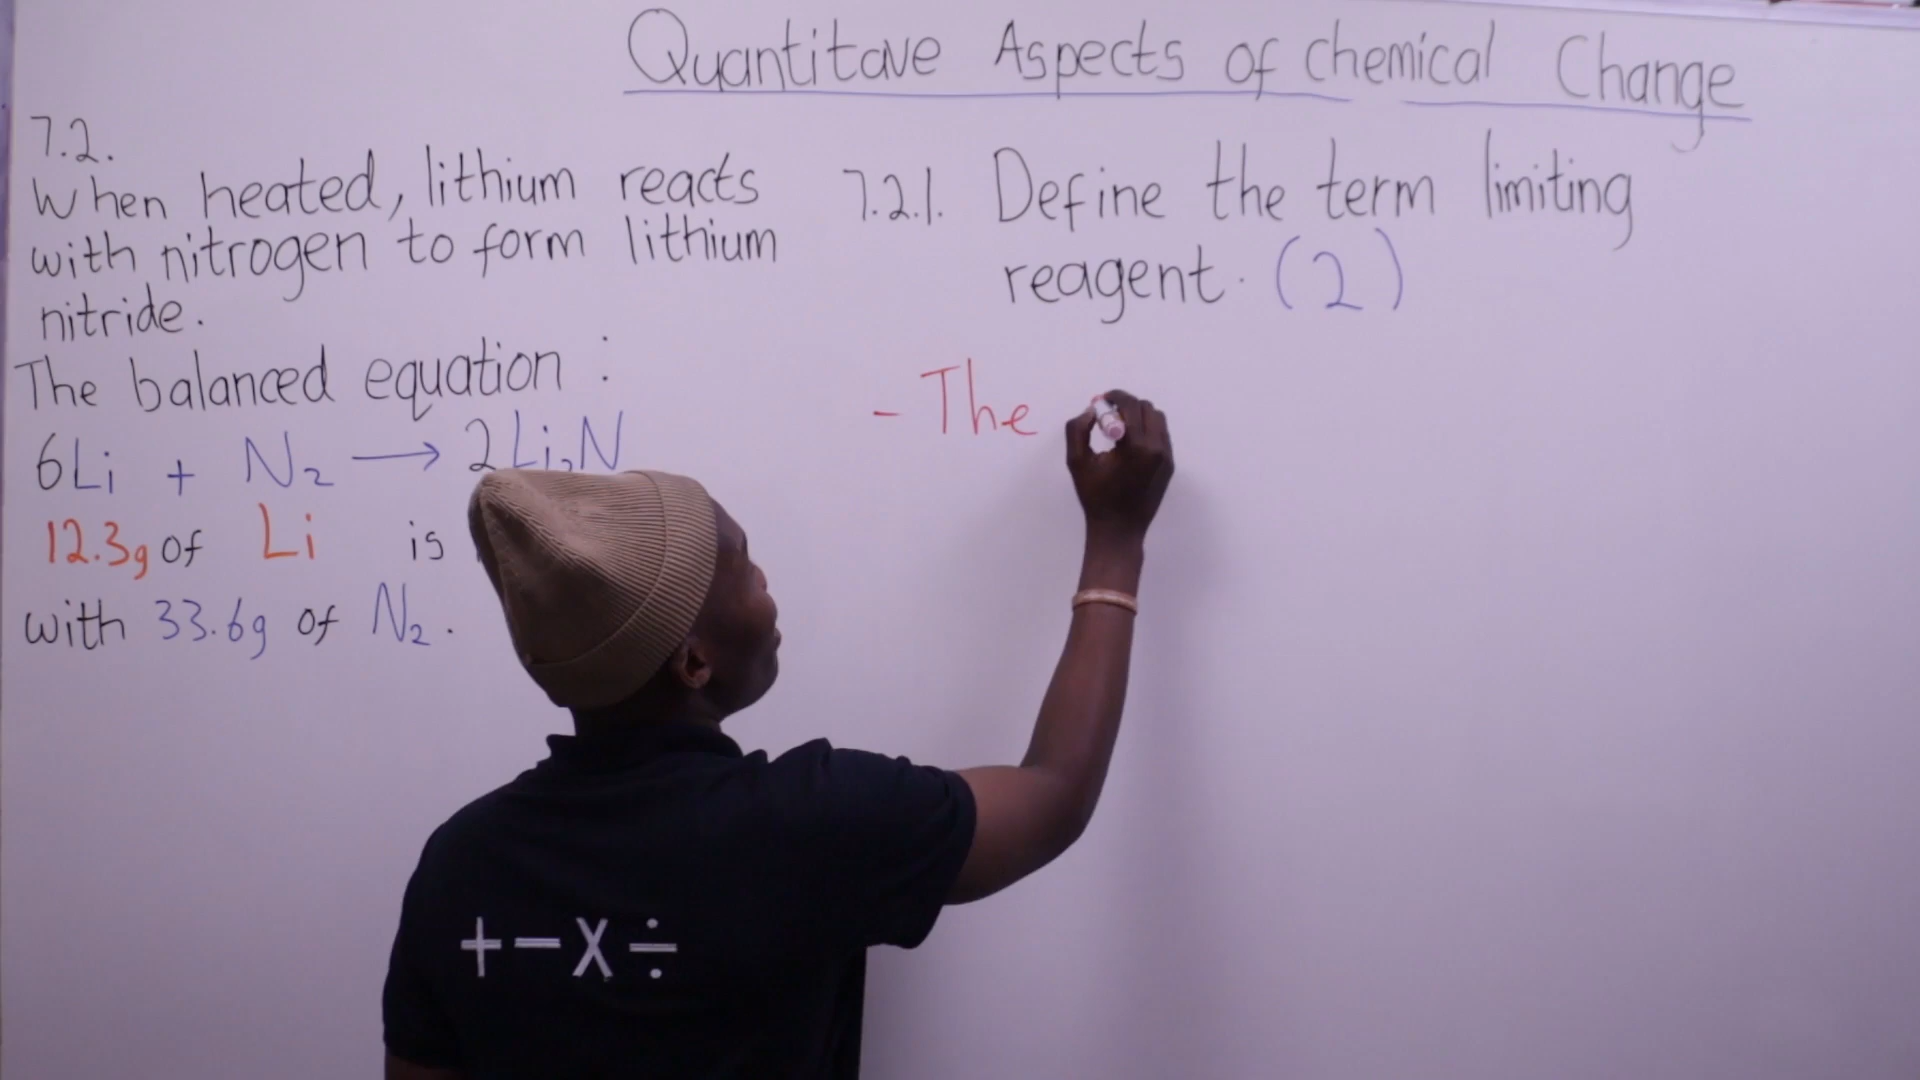 Quantitave Aspects of chemical Change
7.2.
When heated, lithium reacts
with nitrogen to form lithium
nitride.
The balanced equation :
6Li + N₂ → 2Li₃N
12.3g of Li is
with 33.6g of N₂.
7.2.1. Define the term limiting
reagent. (2)
- The
+ − x ÷